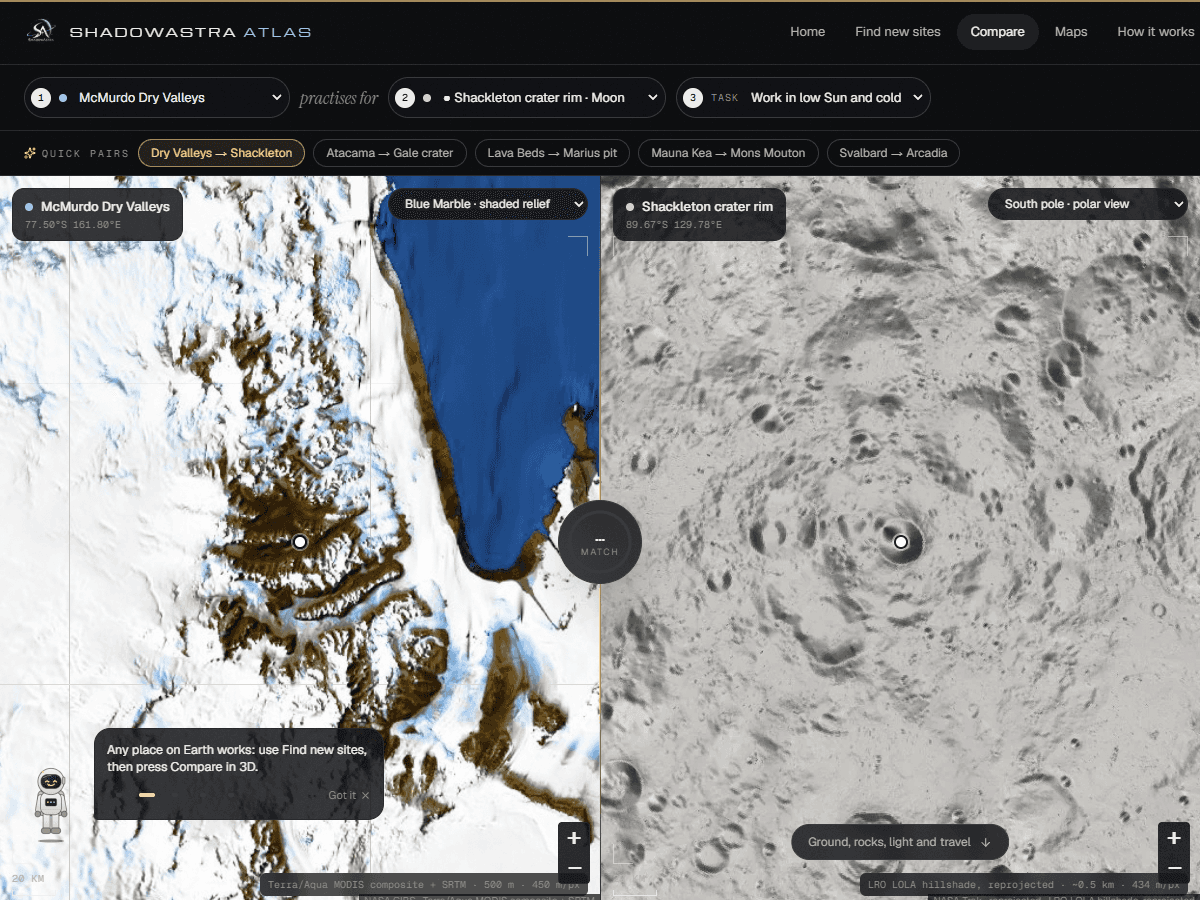 SHADOWASTRA ATLAS
Home
Find new sites
Compare
Maps
How it works
1 McMurdo Dry Valleys
practises for
2 Shackleton crater rim · Moon
3 TASK Work in low Sun and cold
QUICK PAIRS
Dry Valleys → Shackleton
Atacama → Gale crater
Lava Beds → Marius pit
Mauna Kea → Mons Mouton
Svalbard → Arcadia
McMurdo Dry Valleys
77.50°S 161.80°E
Blue Marble · shaded relief
Shackleton crater rim
89.67°S 129.78°E
South pole · polar view
--
MATCH
Any place on Earth works: use Find new sites,
then press Compare in 3D.
Got it ×
Ground, rocks, light and travel ↓
+
−
+
−
20 KM
Terra/Aqua MODIS composite + SRTM · 500 m · 450 m/px
LRO LOLA hillshade, reprojected · ~0.5 km · 434 m/px